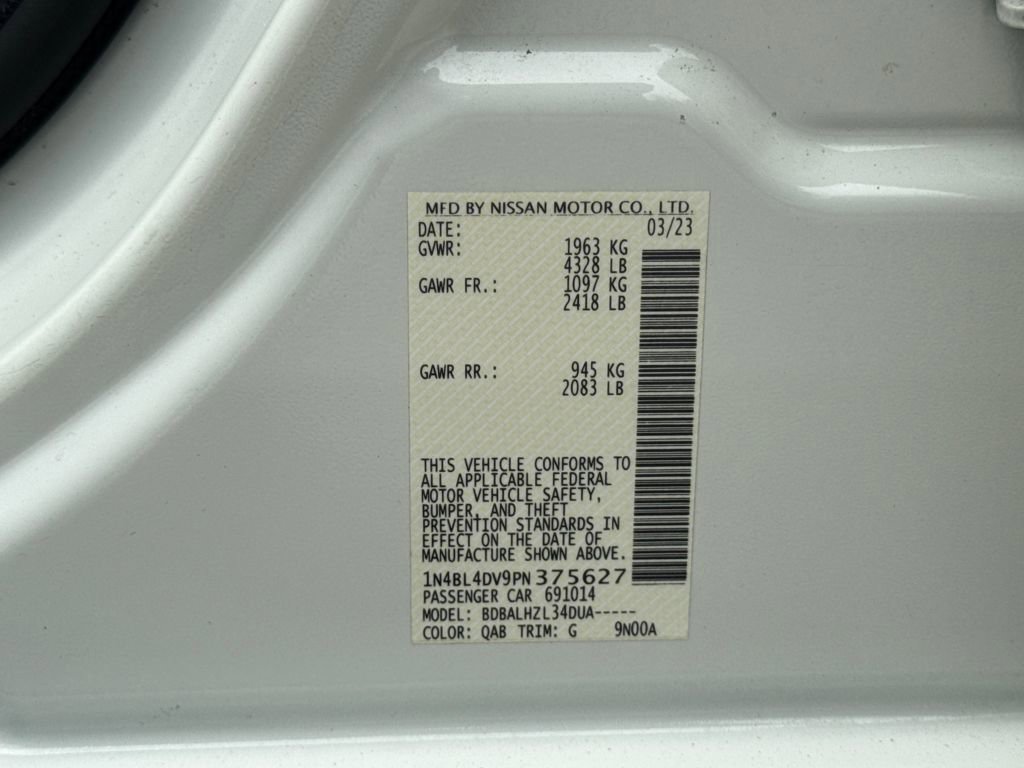 MFD BY NISSAN MOTOR CO., LTD.
DATE: 03/23
GVWR: 1963 KG
4328 LB
GAWR FR.: 1097 KG
2418 LB
GAWR RR.: 945 KG
2083 LB
THIS VEHICLE CONFORMS TO
ALL APPLICABLE FEDERAL
MOTOR VEHICLE SAFETY,
BUMPER, AND THEFT
PREVENTION STANDARDS IN
EFFECT ON THE DATE OF
MANUFACTURE SHOWN ABOVE.
1N4BL4DV9PN375627
PASSENGER CAR 691014
MODEL: BDBALHZL34DUA-----
COLOR: QAB TRIM: G 9N00A